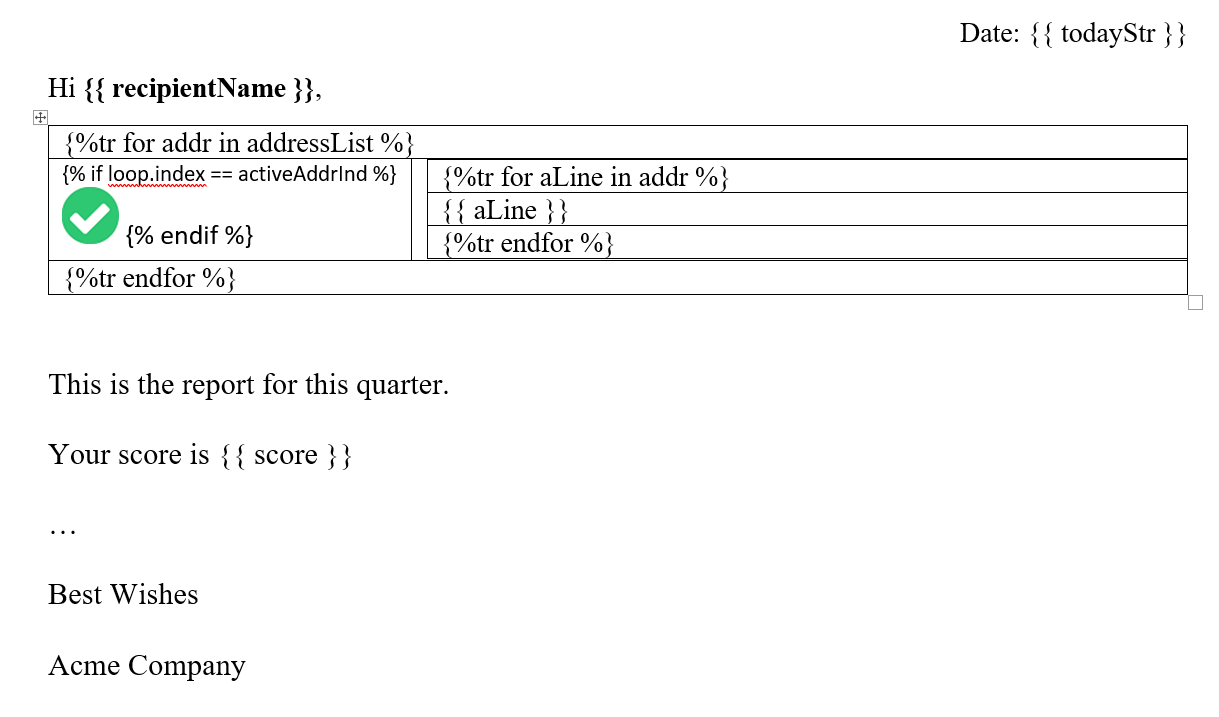 Date: {{ todayStr }}
Hi {{ recipientName }},
{%tr for addr in addressList %}
{% if loop.index == activeAddrInd %}
{% endif %}
{%tr for aLine in addr %}
{{ aLine }}
{%tr endfor %}
{%tr endfor %}
This is the report for this quarter.
Your score is {{ score }}
…
Best Wishes
Acme Company